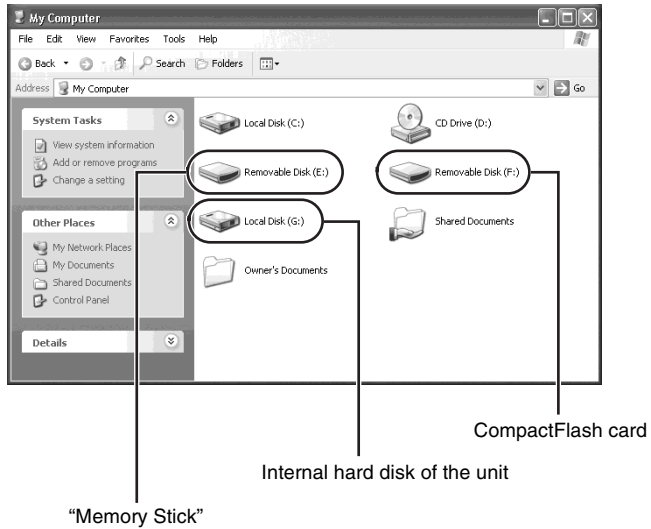 My Computer
File Edit View Favorites Tools Help
Back Search Folders
Address My Computer Go
System Tasks
View system information
Add or remove programs
Change a setting
Other Places
My Network Places
My Documents
Shared Documents
Control Panel
Details
Local Disk (C:)
CD Drive (D:)
Removable Disk (E:)
Removable Disk (F:)
Local Disk (G:)
Shared Documents
Owner's Documents
CompactFlash card
Internal hard disk of the unit
“Memory Stick”